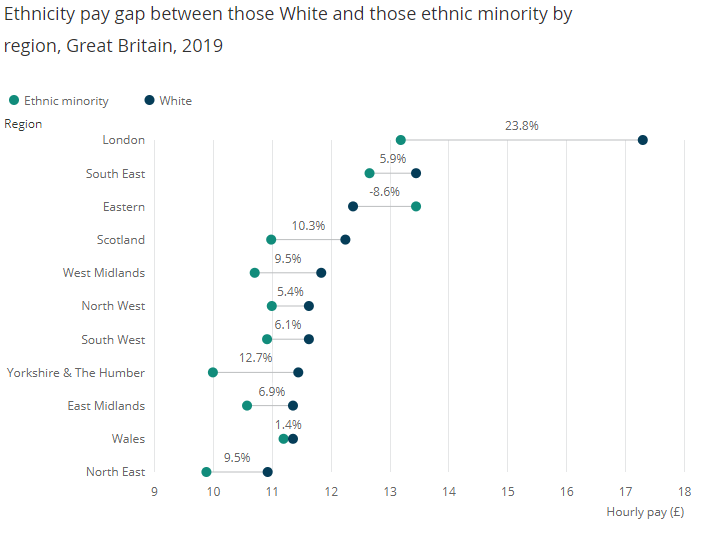 Ethnicity pay gap between those White and those ethnic minority by
region, Great Britain, 2019
Ethnic minority White
Region
London 23.8%
South East 5.9%
Eastern -8.6%
Scotland 10.3%
West Midlands 9.5%
North West 5.4%
South West 6.1%
Yorkshire & The Humber 12.7%
East Midlands 6.9%
Wales 1.4%
North East 9.5%
9 10 11 12 13 14 15 16 17 18
Hourly pay (£)